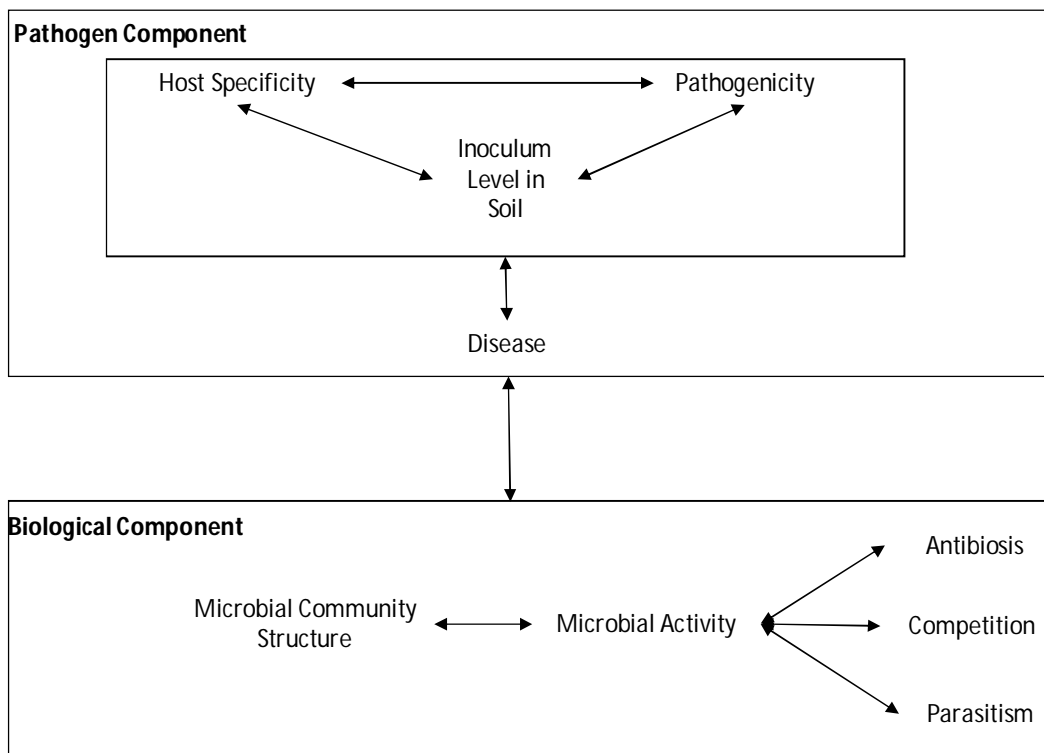 Pathogen Component
Host Specificity
Pathogenicity
Inoculum
Level in
Soil
Disease
Biological Component
Antibiosis
Microbial Community
Structure
Microbial Activity
Competition
Parasitism